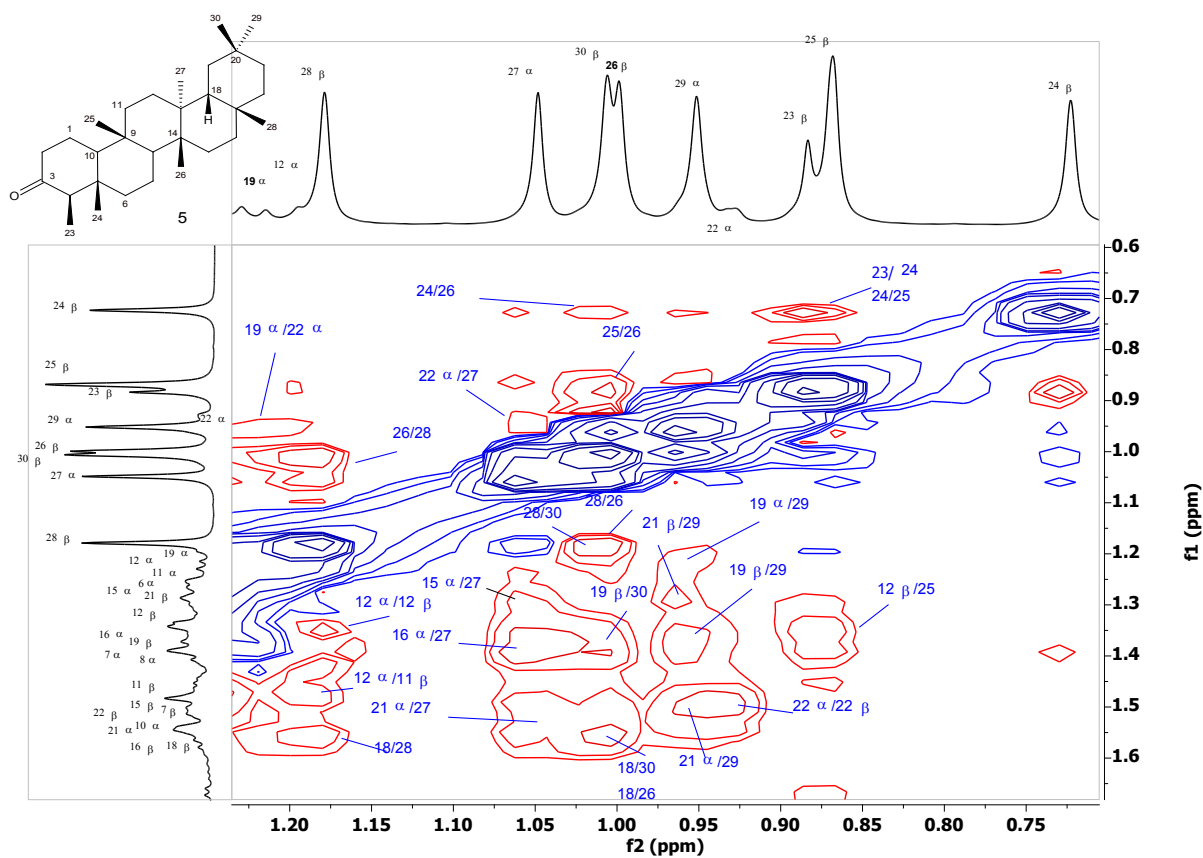 30
29
20
27
18
H
11
28
25
1
9
14
10
26
3
O
6
24
23
5
28 β
27 α
30 β
26 β
29 α
25 β
23 β
24 β
12 α
19 α
22 α
24 β
25 β
23 β
29 α
22 α
26 β
30 β
27 α
28 β
19 α
12 α
11 α
6 α
15 α
21 β
12 β
16 α
19 β
7 α
8 α
11 β
15 β
7 β
22 β
10 α
21 α
16 β
18 β
24/26
23/ 24
24/25
19 α/22 α
25/26
22 α/27
26/28
28/30
28/26
21 β/29
19 α/29
15 α/27
19 β/30
19 β/29
12 β/25
12 α/12 β
16 α/27
12 α/11 β
21 α/27
22 α/22 β
18/28
18/30
21 α/29
18/26
0.6
0.7
0.8
0.9
1.0
1.1
1.2
1.3
1.4
1.5
1.6
f1 (ppm)
1.20 1.15 1.10 1.05 1.00 0.95 0.90 0.85 0.80 0.75
f2 (ppm)